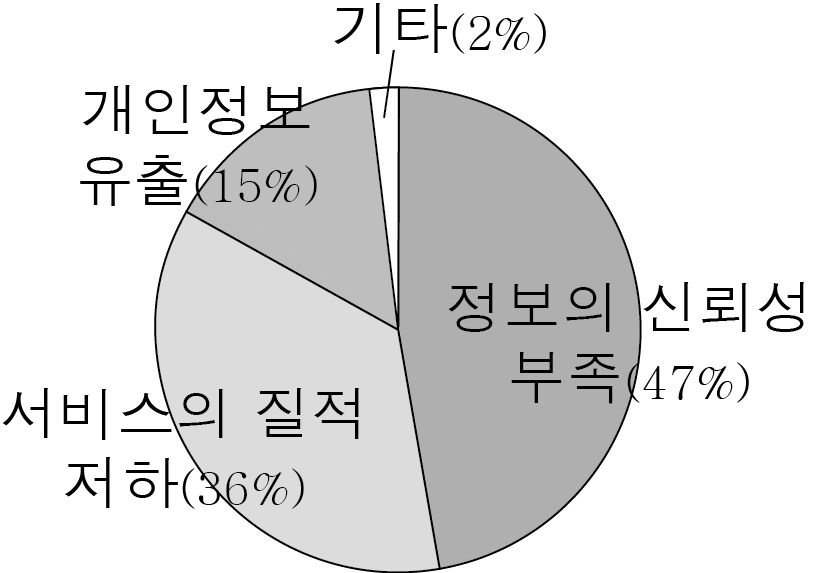 기타(2%)
개인정보
유출(15%)
정보의 신뢰성
부족(47%)
서비스의 질적
저하(36%)